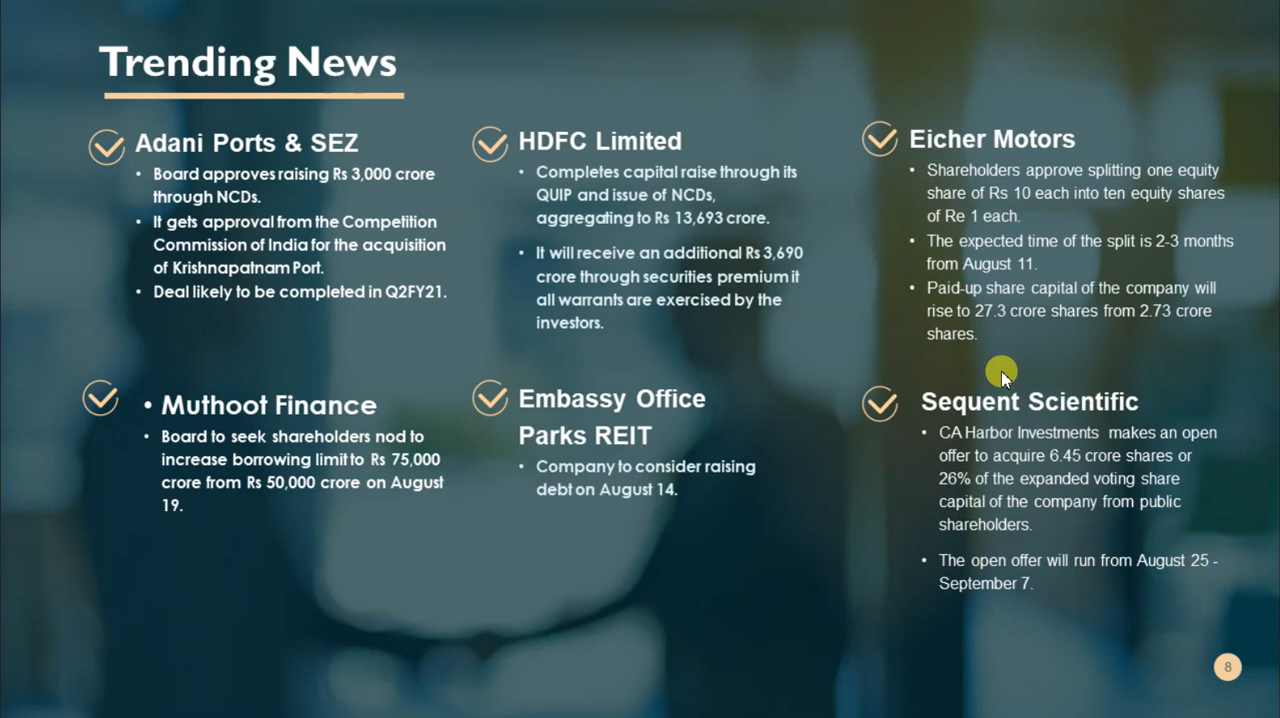 Trending News
Adani Ports & SEZ
• Board approves raising Rs 3,000 crore
through NCDs.
• It gets approval from the Competition
Commission of India for the acquisition
of Krishnapatnam Port.
• Deal likely to be completed in Q2FY21.
HDFC Limited
• Completes capital raise through its
QUIP and issue of NCDs,
aggregating to Rs 13,693 crore.
• It will receive an additional Rs 3,690
crore through securities premium it
all warrants are exercised by the
investors.
Eicher Motors
• Shareholders approve splitting one equity
share of Rs 10 each into ten equity shares
of Re 1 each.
• The expected time of the split is 2-3 months
from August 11.
• Paid-up share capital of the company will
rise to 27.3 crore shares from 2.73 crore
shares.
• Muthoot Finance
• Board to seek shareholders nod to
increase borrowing limit to Rs 75,000
crore from Rs 50,000 crore on August
19.
Embassy Office
Parks REIT
• Company to consider raising
debt on August 14.
Sequent Scientific
• CA Harbor Investments makes an open
offer to acquire 6.45 crore shares or
26% of the expanded voting share
capital of the company from public
shareholders.
• The open offer will run from August 25 -
September 7.
8